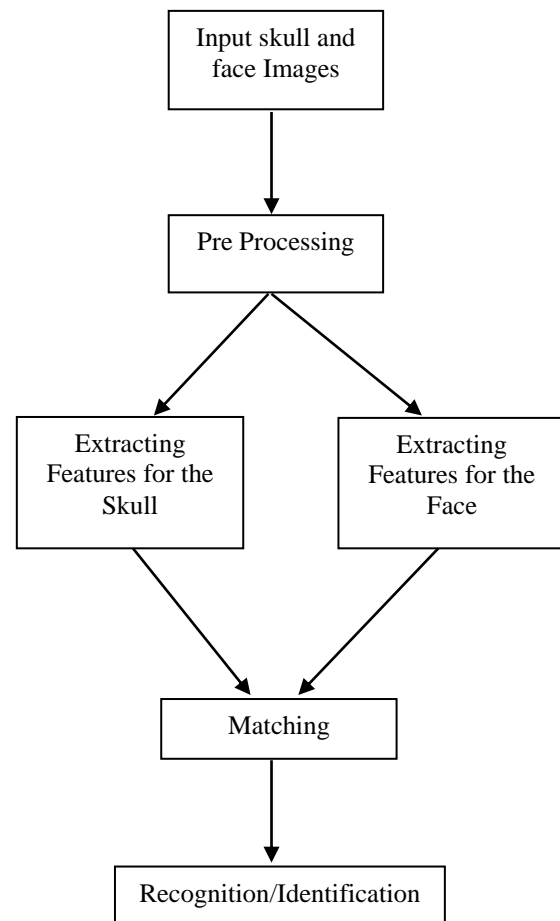 Input skull and
face Images
Pre Processing
Extracting
Features for the
Skull
Extracting
Features for the
Face
Matching
Recognition/Identification